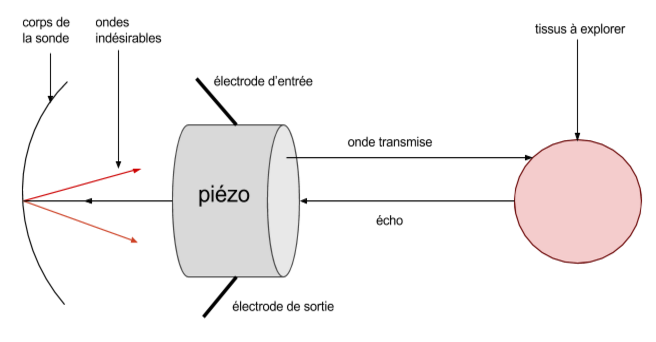 corps de
la sonde
ondes
indésirables
tissus à explorer
électrode d'entrée
onde transmise
piézo
écho
électrode de sortie